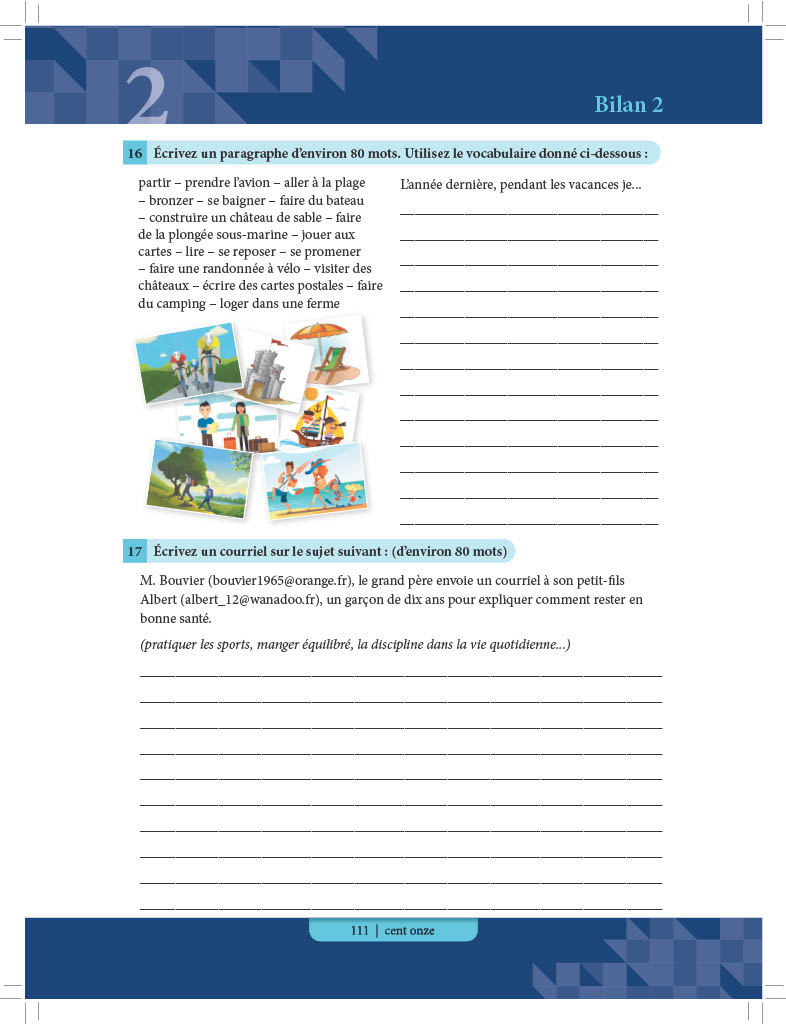 2
Bilan 2
16 Écrivez un paragraphe d'environ 80 mots. Utilisez le vocabulaire donné ci-dessous :
partir – prendre l'avion – aller à la plage
– bronzer – se baigner – faire du bateau
– construire un château de sable – faire
de la plongée sous-marine – jouer aux
cartes – lire – se reposer – se promener
– faire une randonnée à vélo – visiter des
châteaux – écrire des cartes postales – faire
du camping – loger dans une ferme
L'année dernière, pendant les vacances je...
17 Écrivez un courriel sur le sujet suivant : (d'environ 80 mots)
M. Bouvier (bouvier1965@orange.fr), le grand père envoie un courriel à son petit-fils
Albert (albert_12@wanadoo.fr), un garçon de dix ans pour expliquer comment rester en
bonne santé.
(pratiquer les sports, manger équilibré, la discipline dans la vie quotidienne...)
111 | cent onze